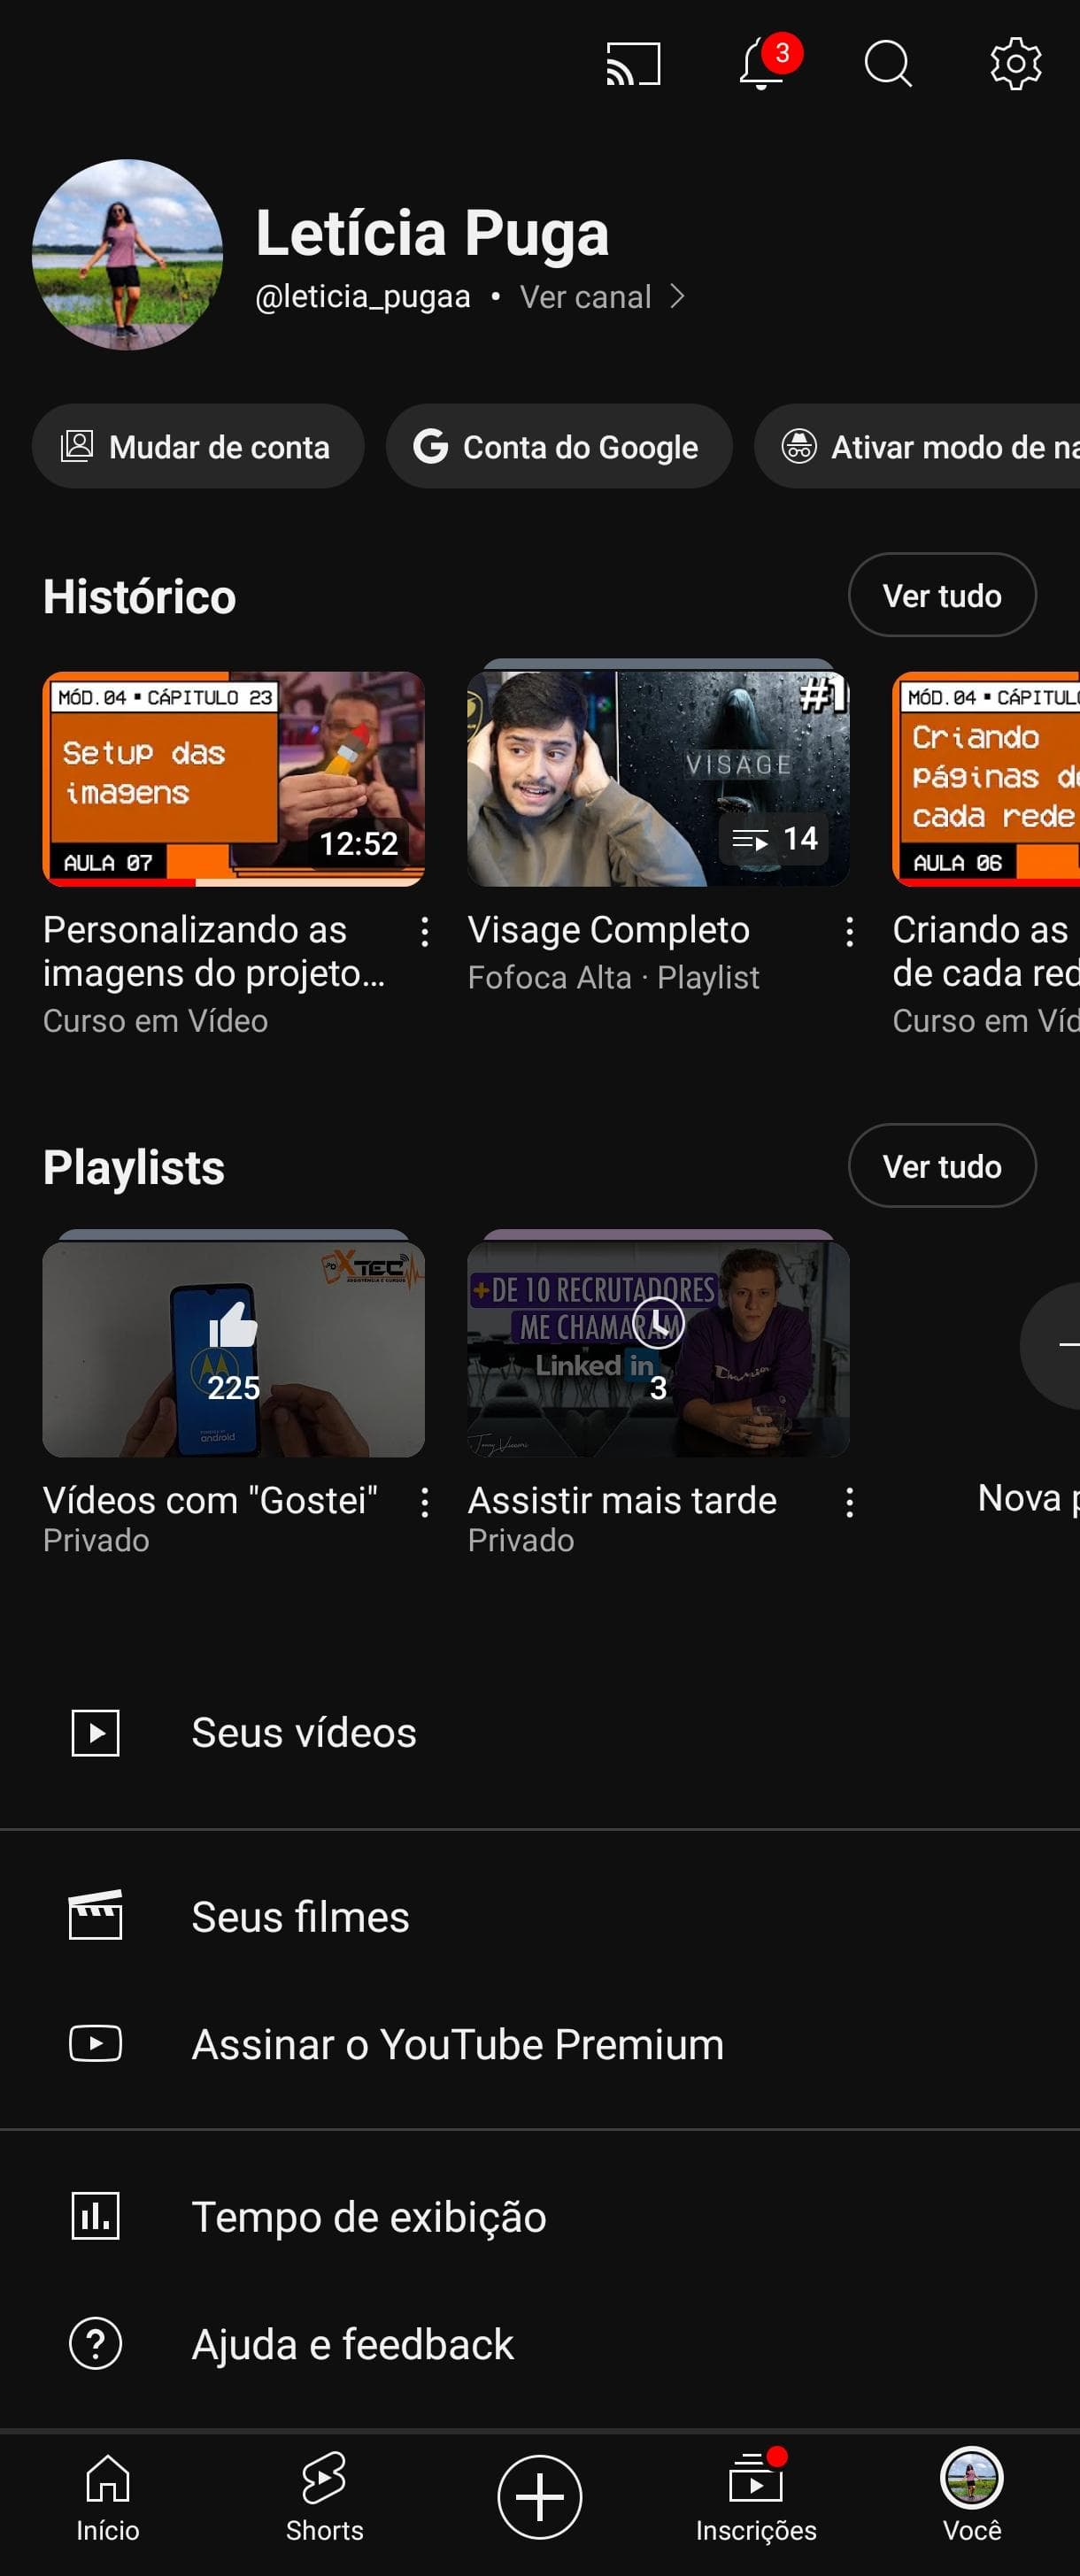 3
Letícia Puga
@leticia_pugaa • Ver canal
Mudar de conta
Conta do Google
Ativar modo de na
Histórico
Ver tudo
MÓD.04 ▪ CÁPITULO 23
Setup das
imagens
AULA 07
12:52
Personalizando as
imagens do projeto...
Curso em Vídeo
#1
VISAGE
14
Visage Completo
Fofoca Alta · Playlist
MÓD.04 ▪ CÁPITULO
Criando
páginas de
cada rede
AULA 06
Criando as
de cada red
Curso em Víd
Playlists
Ver tudo
XTEC
225
android
Vídeos com "Gostei"
Privado
+DE 10 RECRUTADORES
ME CHAMARAM
Linked in
3
Assistir mais tarde
Privado
Nova p
Seus vídeos
Seus filmes
Assinar o YouTube Premium
Tempo de exibição
Ajuda e feedback
Início
Shorts
Inscrições
Você